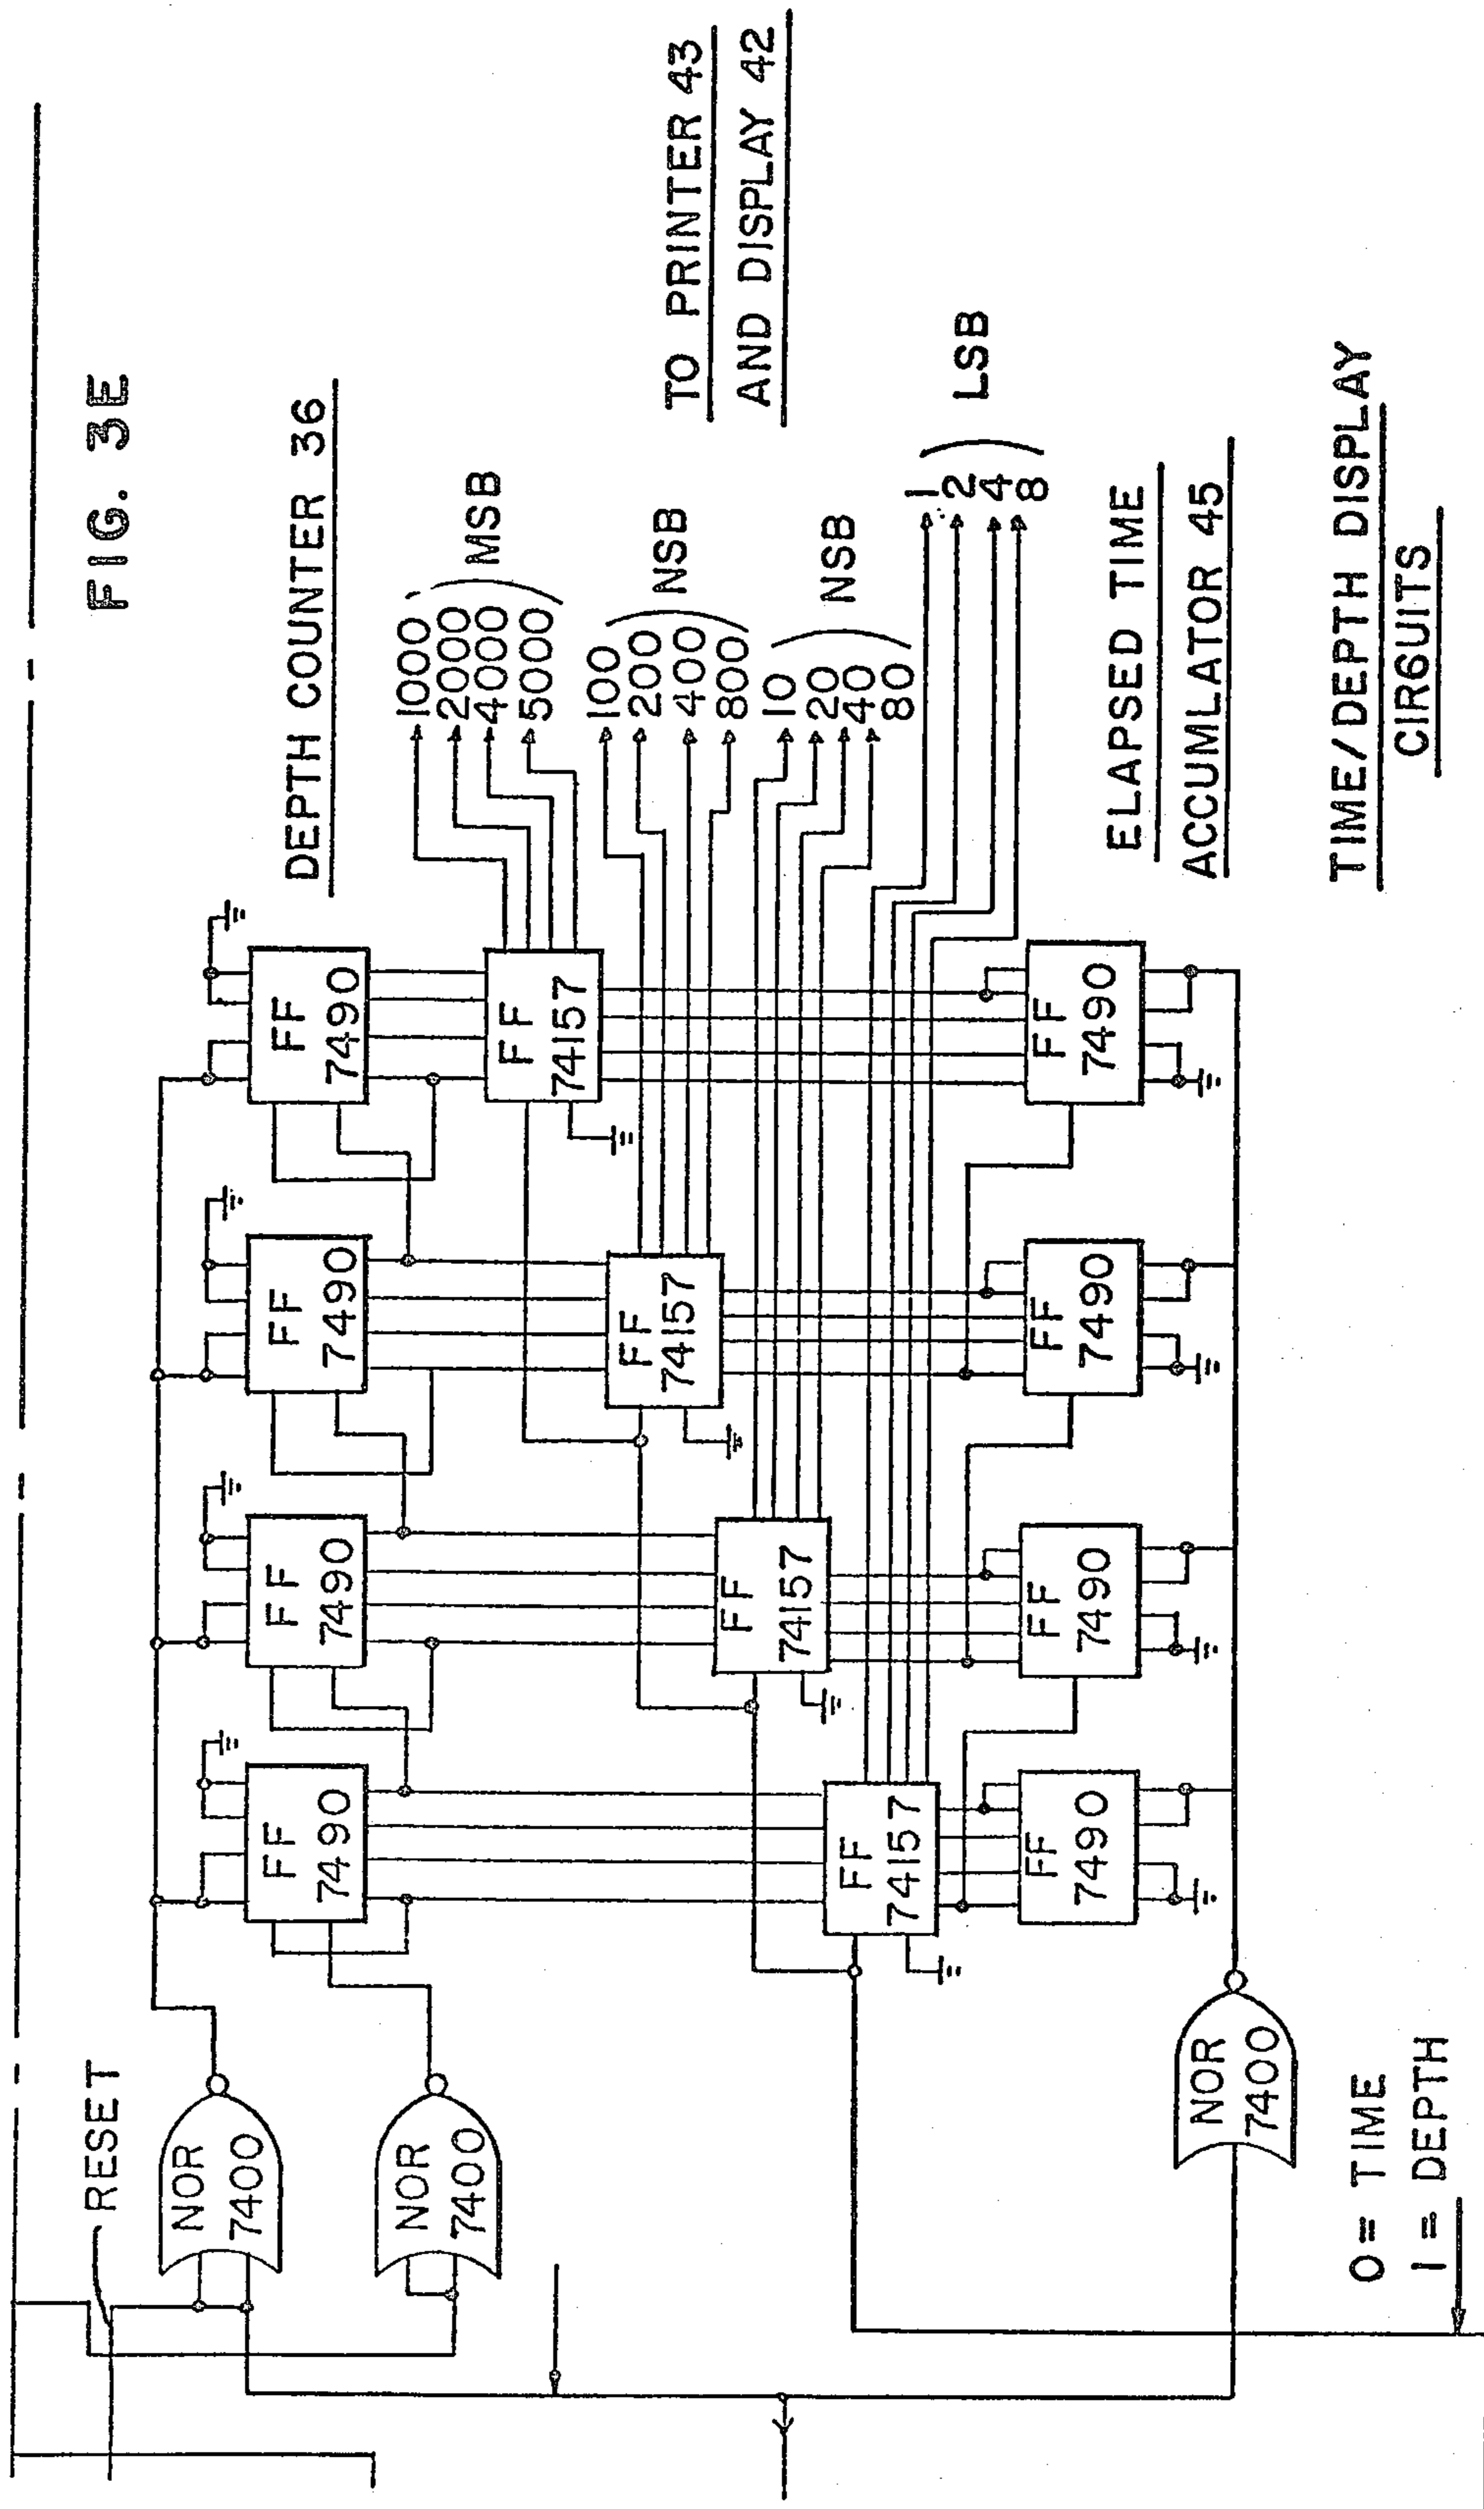 FIG. 3E
RESET
DEPTH COUNTER 36
NOR
7400
NOR
7400
FF
7490
FF
7490
FF
7490
FF
7490
1000
2000
4000
5000
MSB
100
200
400
800
NSB
10
20
40
80
NSB
1
2
4
8
LSB
TO PRINTER 43
AND DISPLAY 42
FF
74157
FF
74157
FF
74157
FF
74157
FF
7490
FF
7490
FF
7490
FF
7490
ELAPSED TIME
ACCUMLATOR 45
NOR
7400
0 = TIME
1 = DEPTH
TIME/DEPTH DISPLAY
CIRGUITS